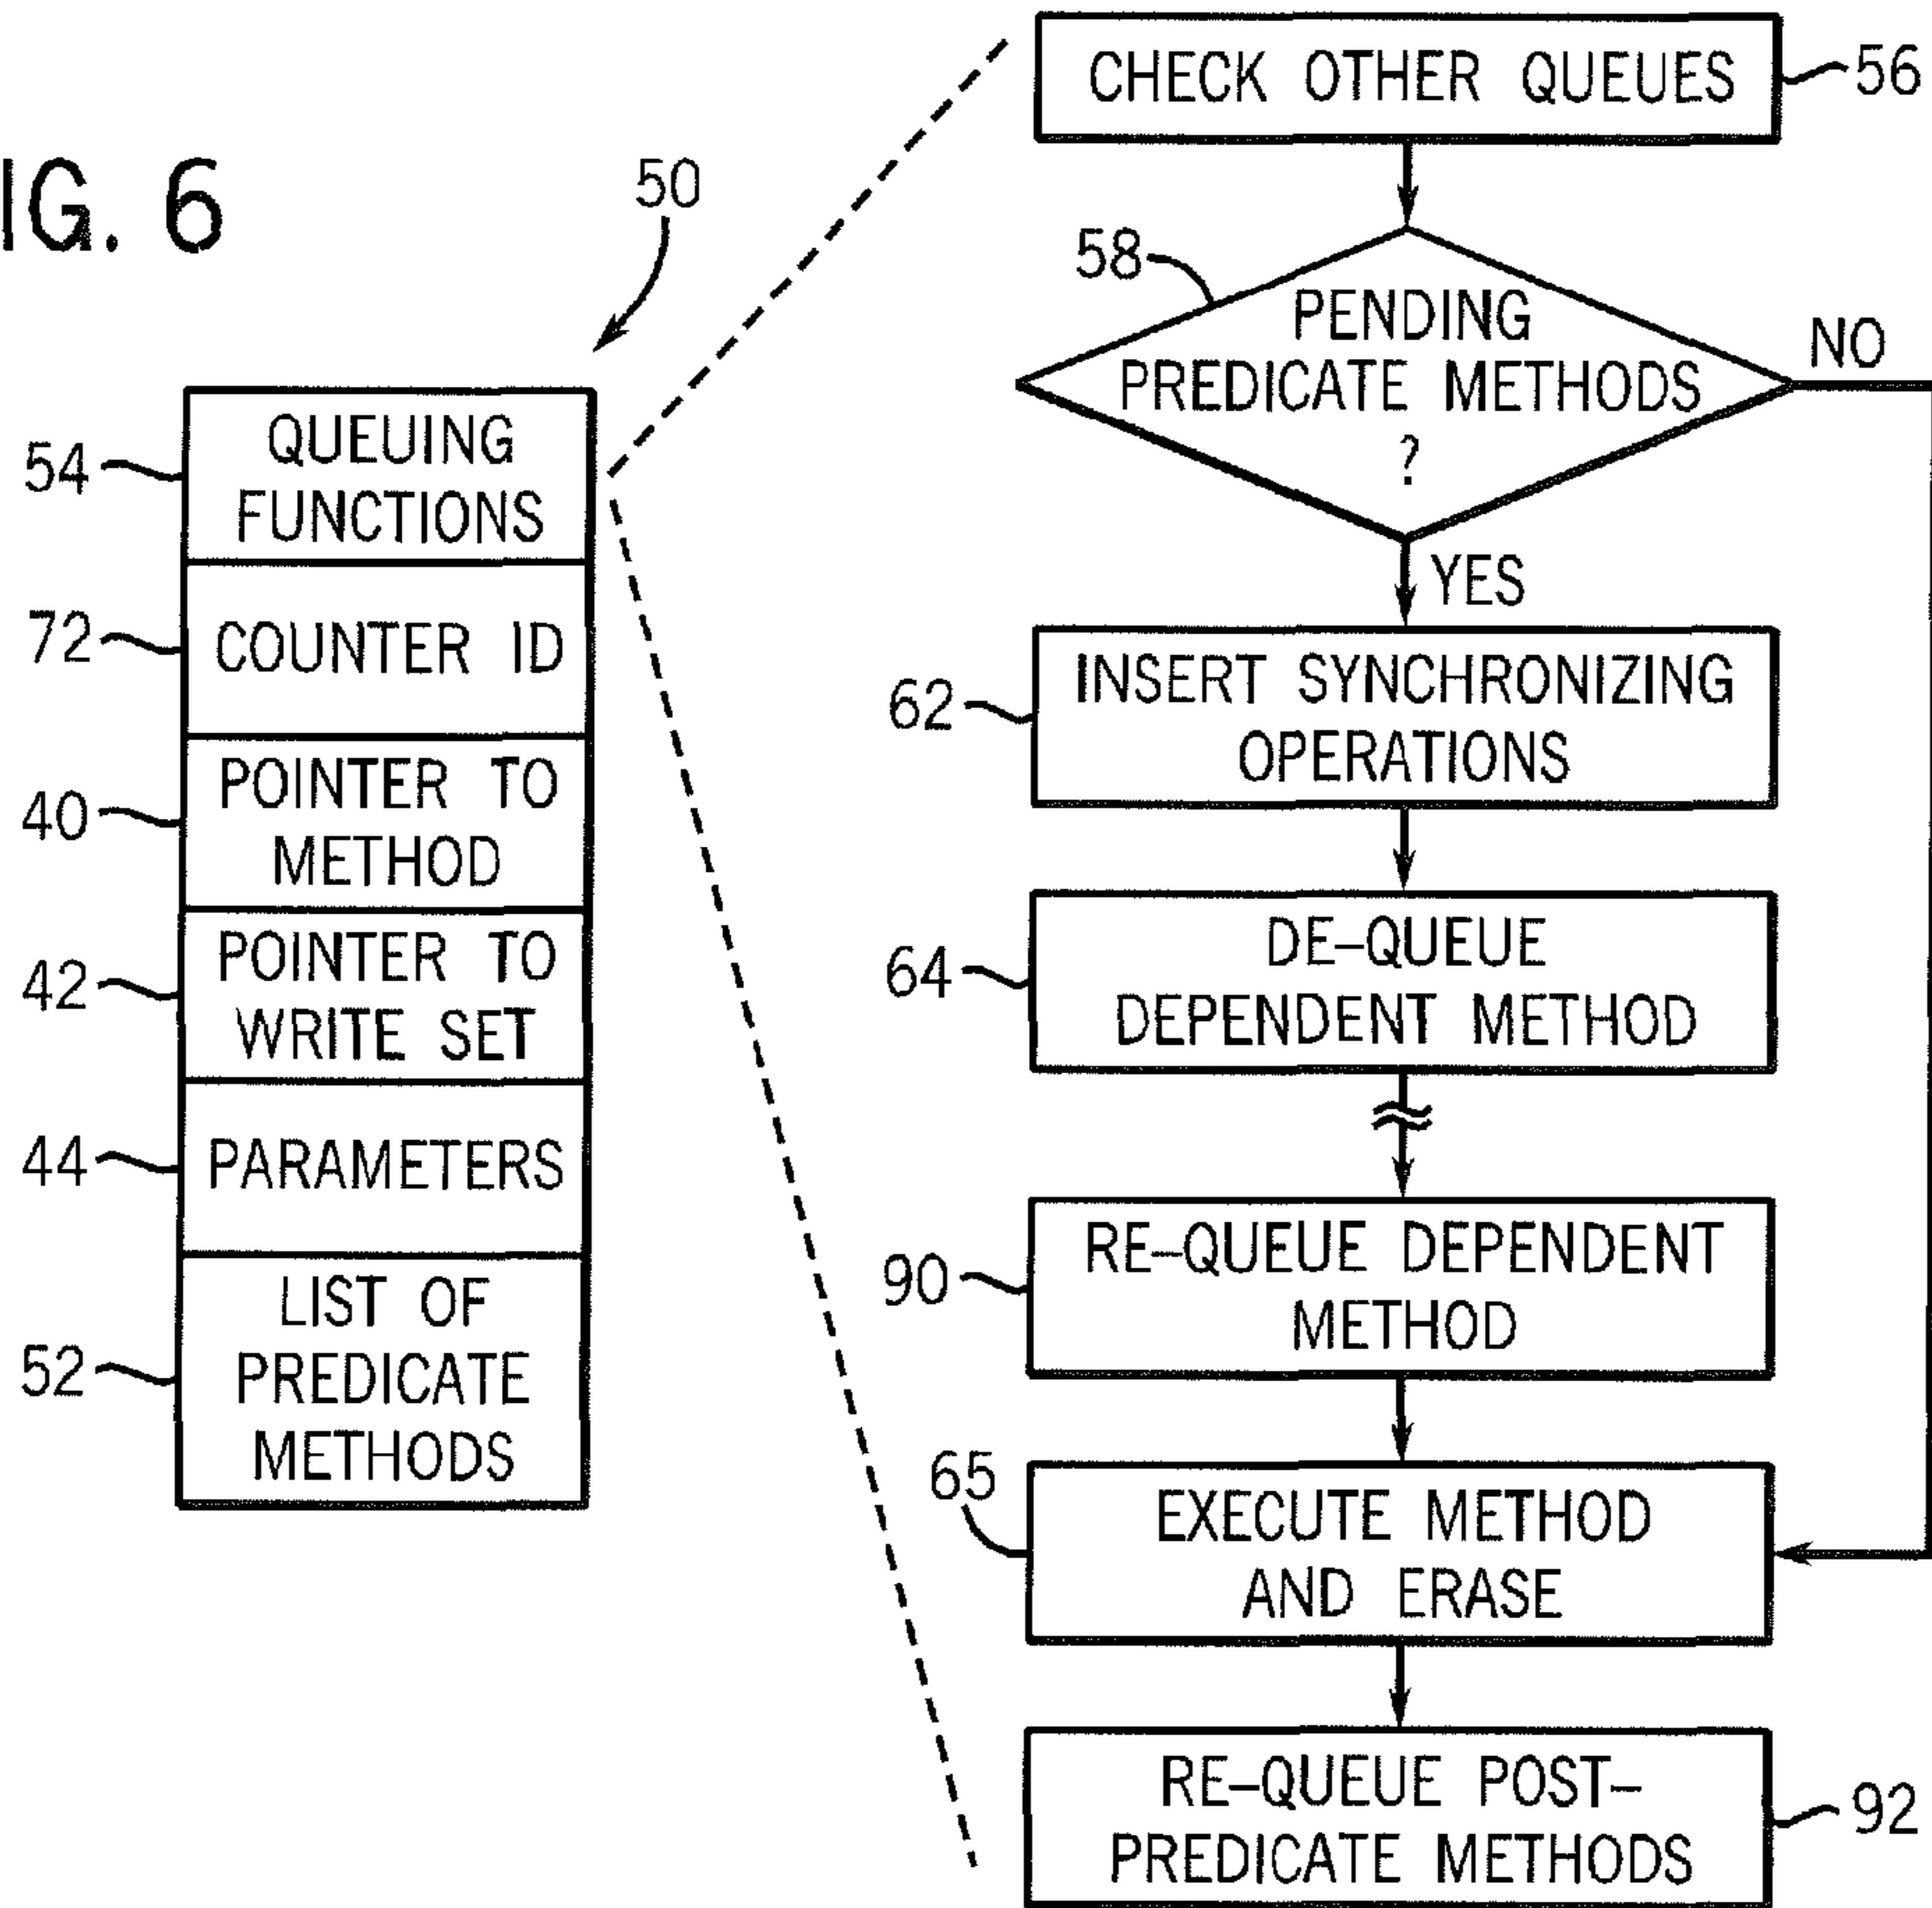 IG. 6
50
54
QUEUING
FUNCTIONS
72
COUNTER ID
40
POINTER TO
METHOD
42
POINTER TO
WRITE SET
44
PARAMETERS
52
LIST OF
PREDICATE
METHODS
CHECK OTHER QUEUES
56
58
PENDING
PREDICATE METHODS
?
NO
YES
62
INSERT SYNCHRONIZING
OPERATIONS
64
DE–QUEUE
DEPENDENT METHOD
90
RE–QUEUE DEPENDENT
METHOD
65
EXECUTE METHOD
AND ERASE
RE–QUEUE POST–
PREDICATE METHODS
92